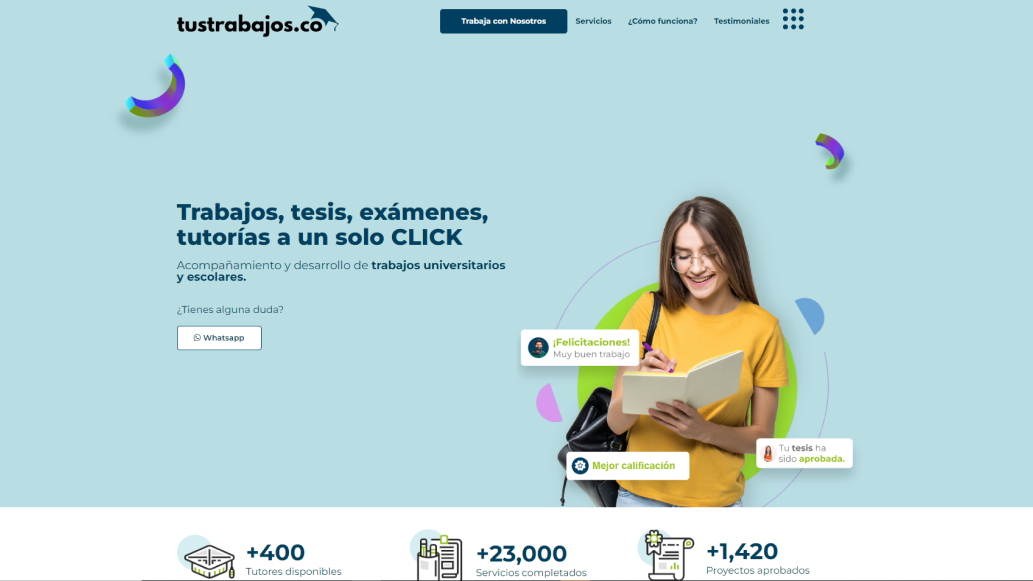 tustrabajos.co
Trabaja con Nosotros
Servicios
¿Cómo funciona?
Testimoniales
Trabajos, tesis, exámenes,
tutorías a un solo CLICK
Acompañamiento y desarrollo de trabajos universitarios
y escolares.
¿Tienes alguna duda?
Whatsapp
¡Felicitaciones!
Muy buen trabajo
Tu tesis ha
sido aprobada.
Mejor calificación
+400
Tutores disponibles
+23,000
Servicios completados
+1,420
Proyectos aprobados